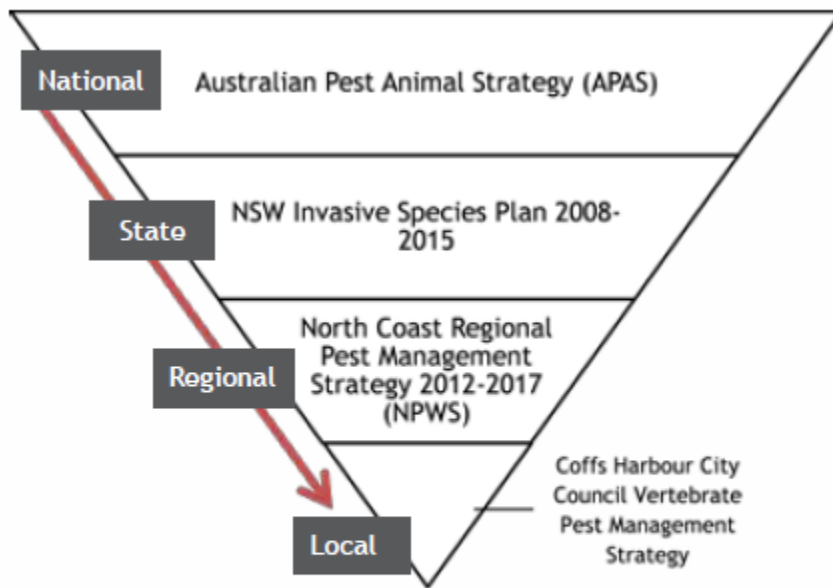 National
Australian Pest Animal Strategy (APAS)
State
NSW Invasive Species Plan 2008-
2015
Regional
North Coast Regional
Pest Management
Strategy 2012-2017
(NPWS)
Local
Coffs Harbour City
Council Vertebrate
Pest Management
Strategy